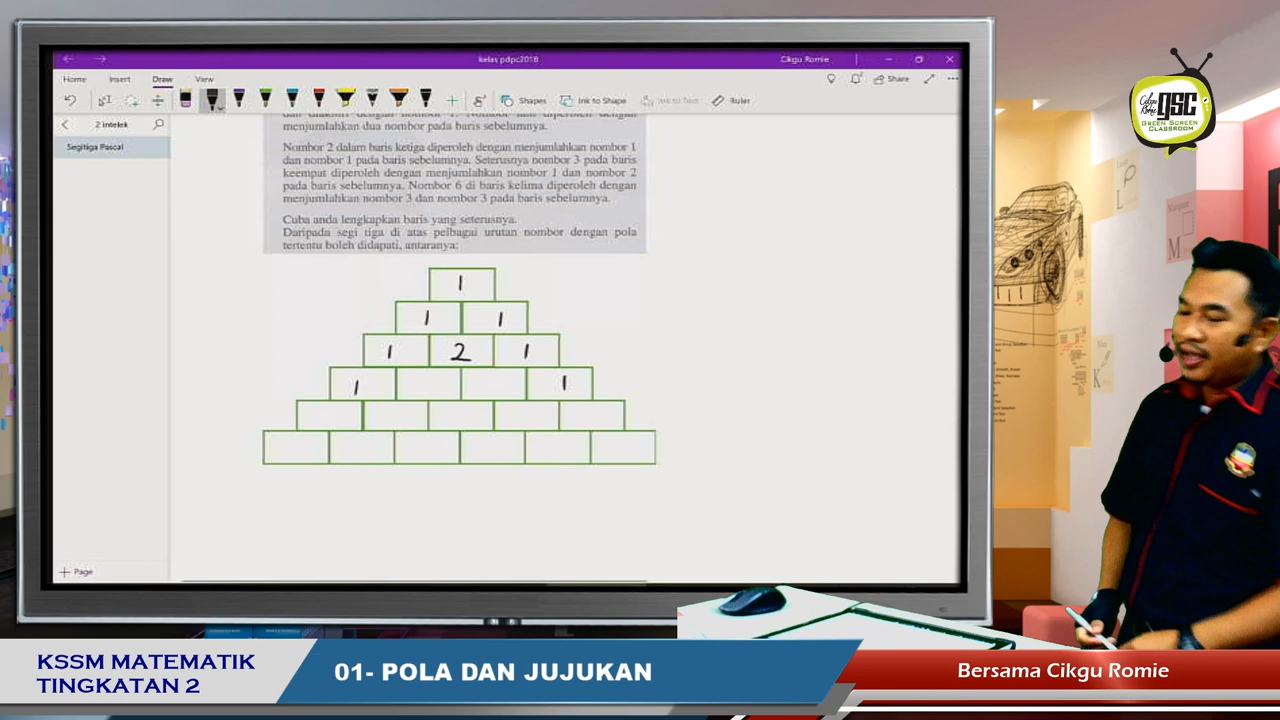 kelas pdpc2018
Cikgu Romie
Home Insert Draw View
Share
Shapes
Ink to Shape
Ink to Text
Ruler
2 intelek
Segitiga Pascal
menjumlahkan dua nombor pada baris sebelumnya.
Nombor 2 dalam baris ketiga diperoleh dengan menjumlahkan nombor 1
dan nombor 1 pada baris sebelumnya. Seterusnya nombor 3 pada baris
keempat diperoleh dengan menjumlahkan nombor 1 dan nombor 2
pada baris sebelumnya. Nombor 6 di baris kelima diperoleh dengan
menjumlahkan nombor 3 dan nombor 3 pada baris sebelumnya.
Cuba anda lengkapkan baris yang seterusnya.
Daripada segi tiga di atas pelbagai urutan nombor dengan pola
tertentu boleh didapati, antaranya:
1
1 1
1 2 1
1 1
Page
Cikgu Romie
GSC
GREEN SCREEN
CLASSROOM
L
M
K
KSSM MATEMATIK
TINGKATAN 2
01- POLA DAN JUJUKAN
Bersama Cikgu Romie